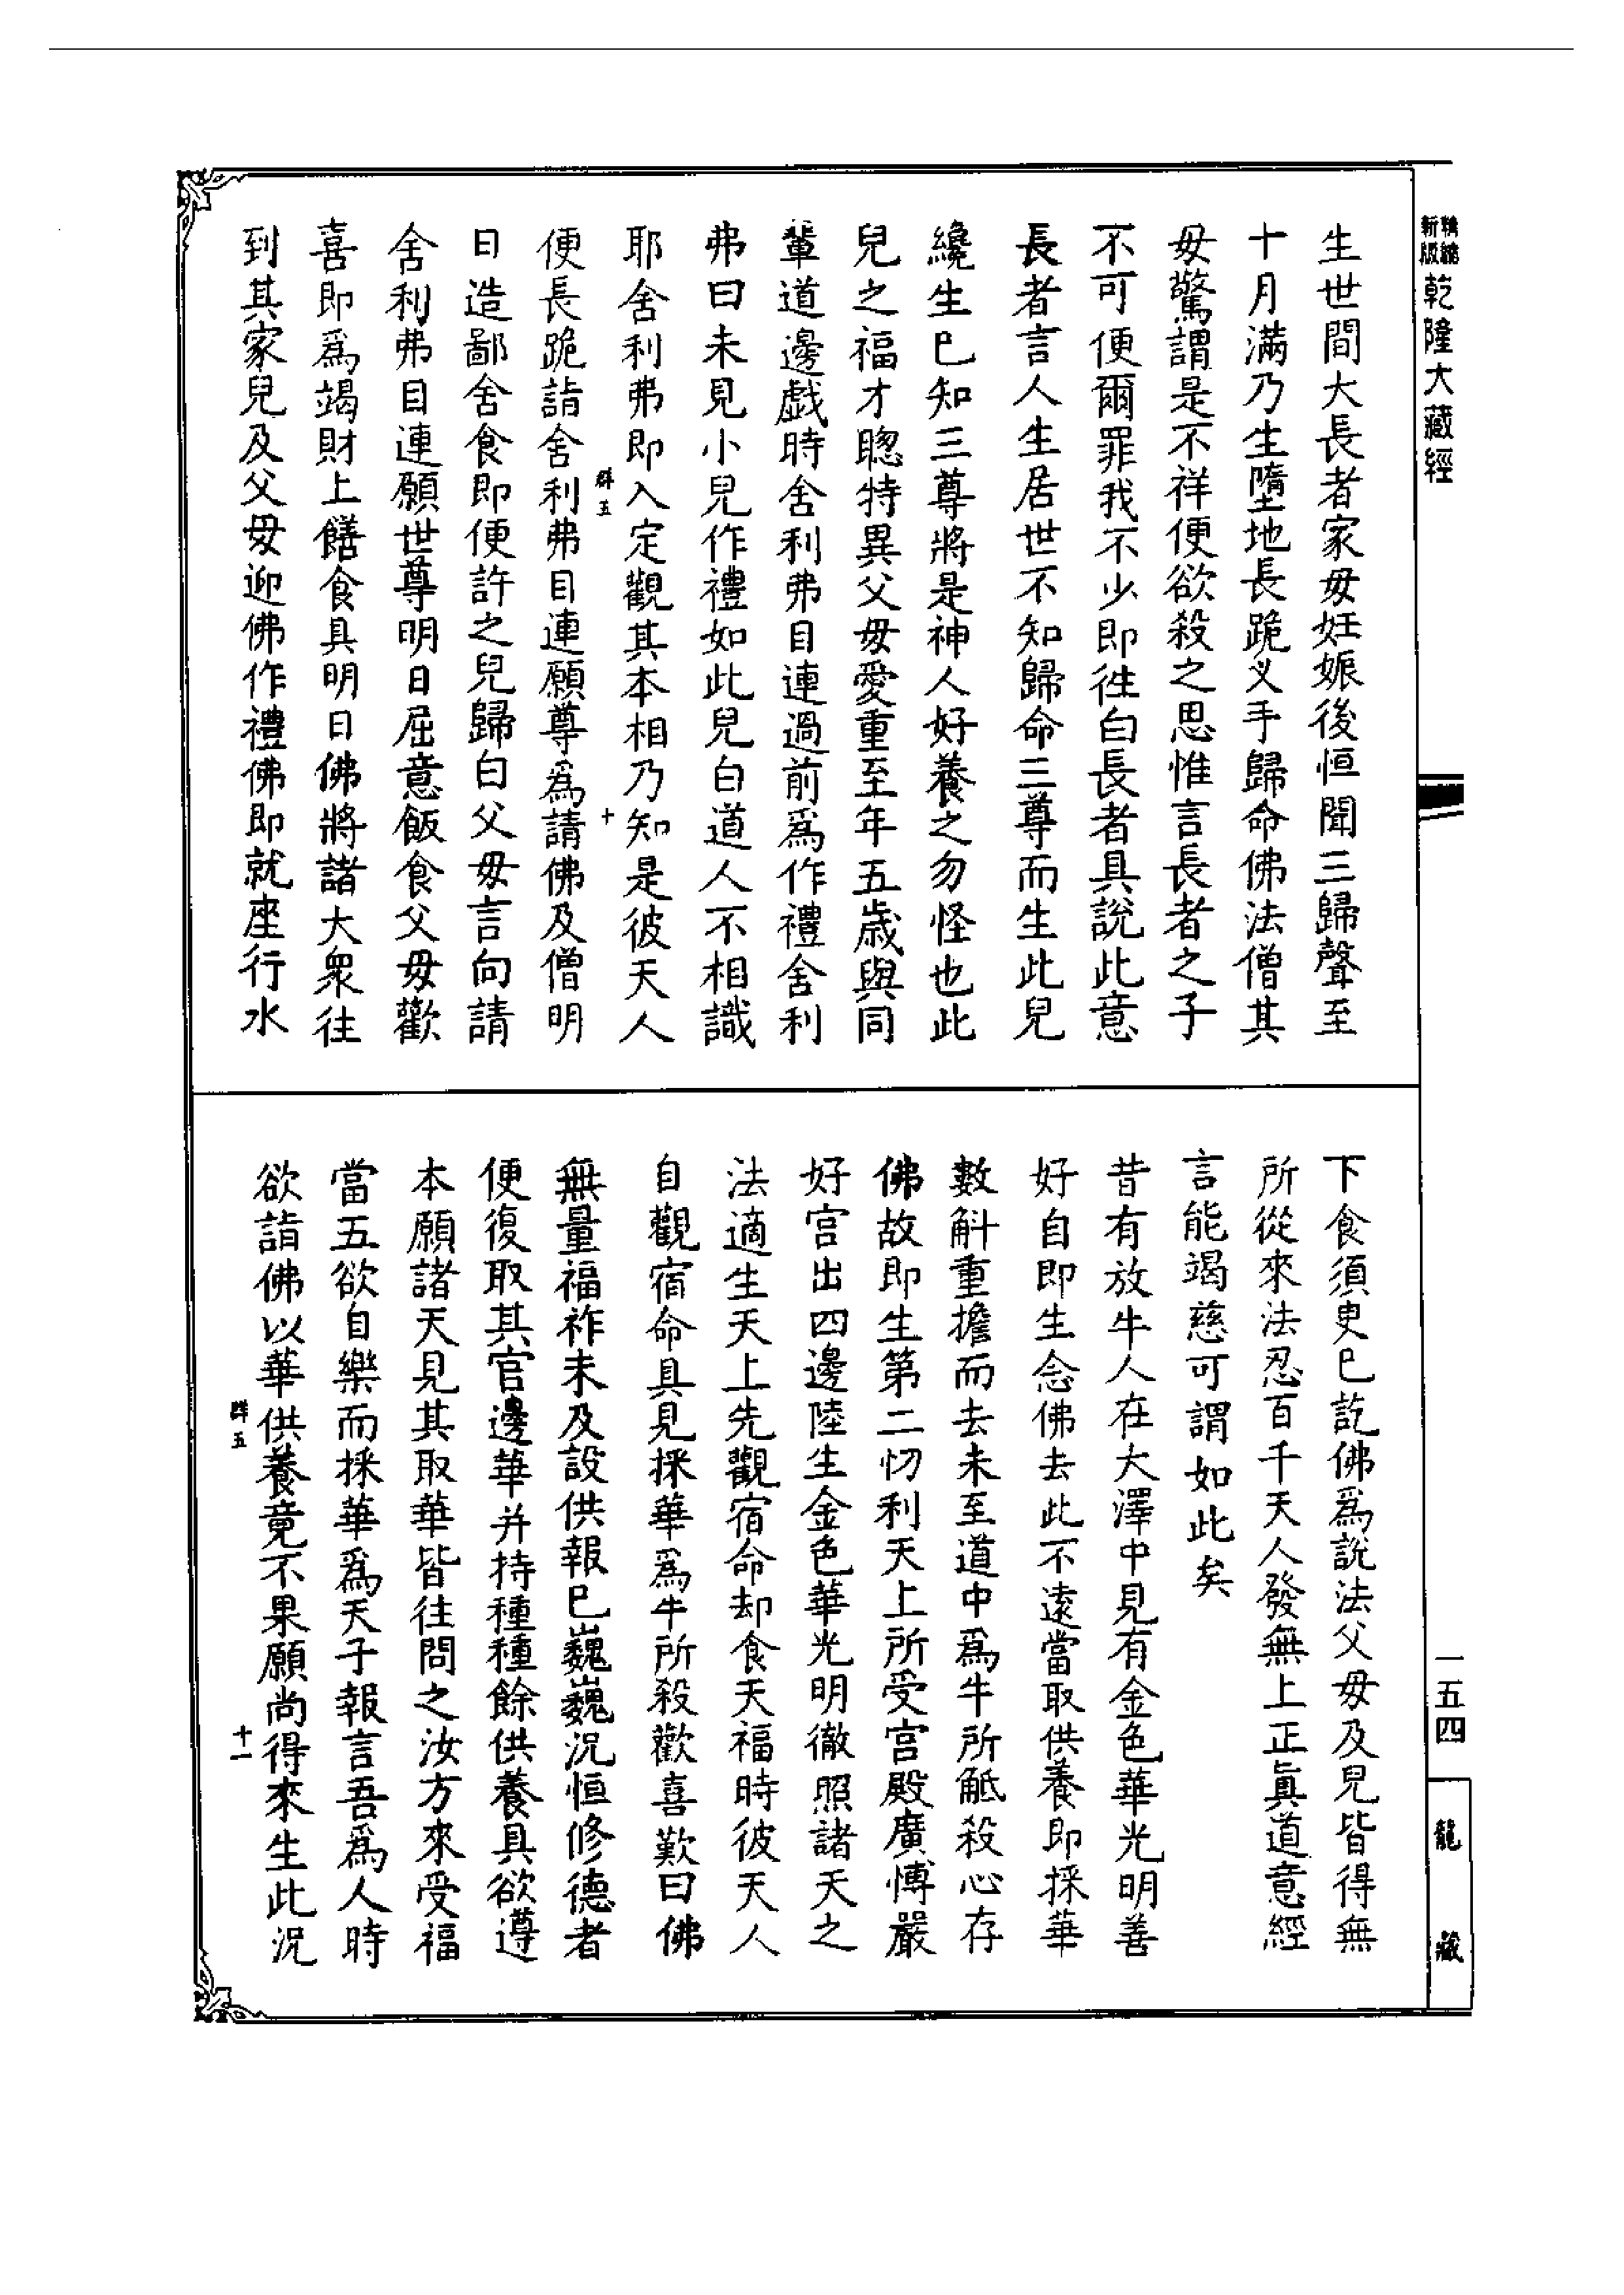 新版精縮乾隆大藏經
生世間大長者家毋妊娠後恒聞三歸聲至
十月滿乃生墮地長跪叉手歸命佛法僧其
毋驚謂是不祥便欲殺之思惟言長者之子
不可便爾罪我不少即徃白長者具說此意
長者言人生居世不知歸命三尊而生此兒
纔生巳知三尊將是神人好養之勿怪也此
兒之福才聰特異父毋愛重至年五歲與同
輩道邊戱時舍利弗目連過前爲作禮舍利
弗曰未見小兒作禮如此兒白道人不相識
耶舍利弗即入定觀其本相乃知是彼天人
群五
十
便長跪請舍利弗目連願尊爲請佛及僧明
日造鄙舍食即便許之兒歸白父毋言向請
舍利弗目連願世尊明日屈意飯食父毋歡
喜即爲竭財上饍食具明日佛將諸大衆往
到其家兒及父毋迎佛作禮佛即就座行水
下食須㬰巳訖佛爲說法父毋及兒皆得無
所從來法忍百千天人發無上正眞道意經
言能竭慈可謂如此矣
昔有放牛人在大澤中見有金色華光明善
好自即生念佛去此不遠當取供養即採華
數斛重擔而去未至道中爲牛所觝殺心存
佛故即生第二忉利天上所受宮殿廣愽嚴
好宮出四邊陸生金色華光明徹照諸天之
法適生天上先觀宿命却食天福時彼天人
自觀宿命具見採華爲牛所殺歡喜歎曰佛
無量福祚未及設供報巳巍巍况恒修德者
便復取其官邊華并持種種餘供養具欲遵
本願諸天見其取華皆往問之汝方來受福
當五欲自樂而採華爲天子報言吾爲人時
欲詣佛以華供養竟不果願尚得來生此况
群五
十一
一五四
龍藏